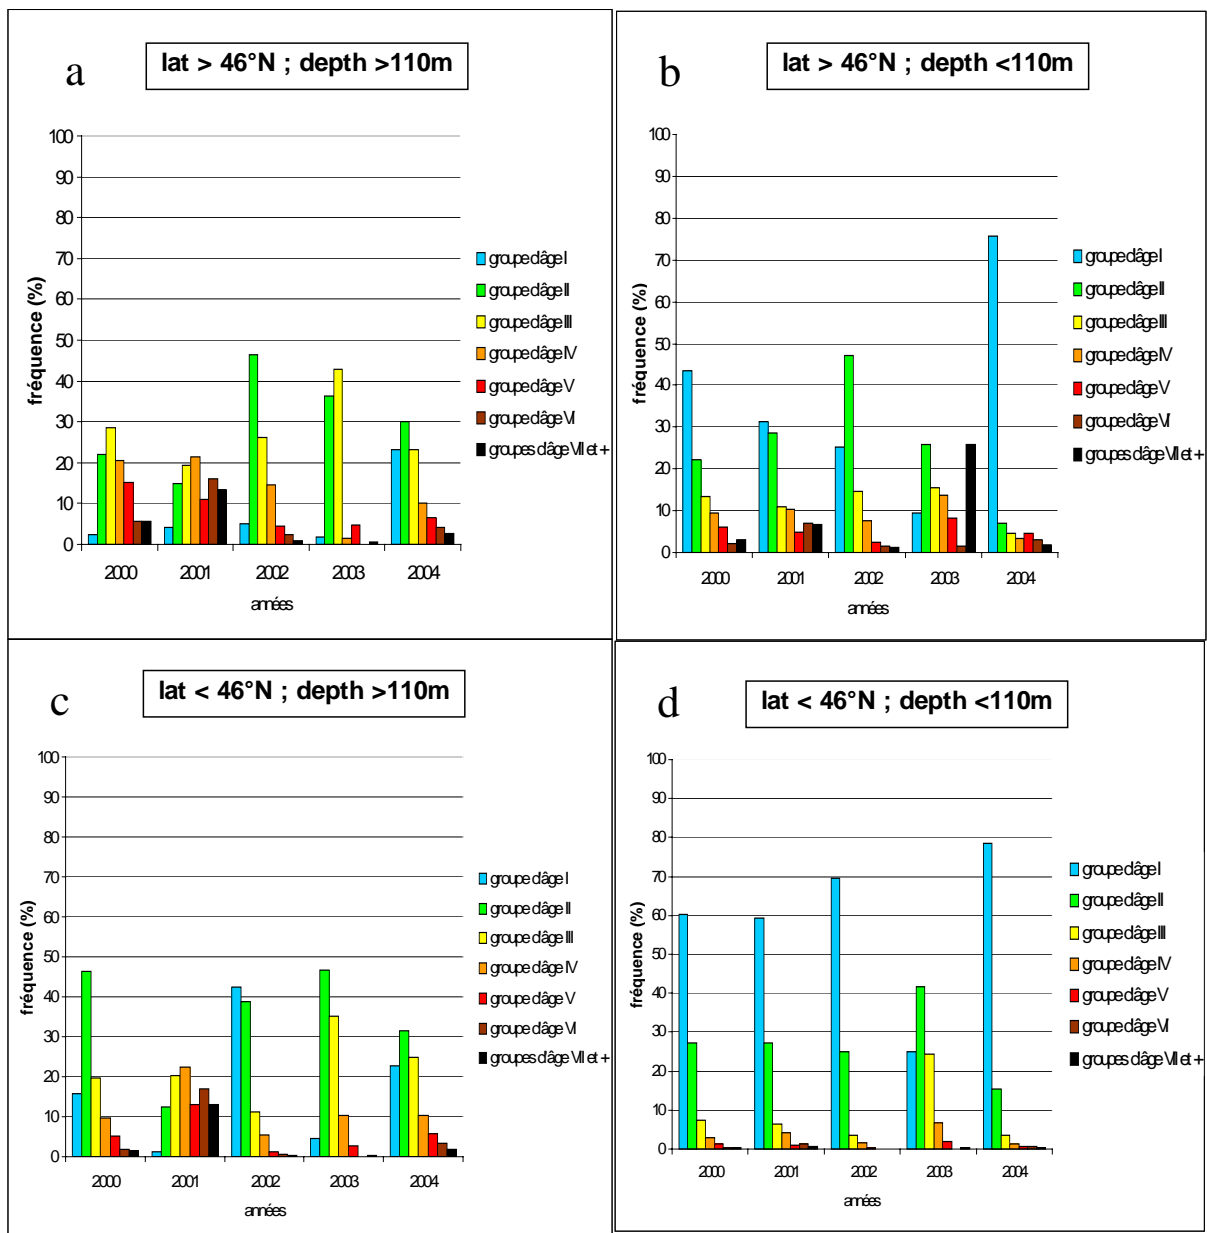 a
lat > 46°N ; depth >110m
100
90
80
70
60
50
40
30
20
10
0
fréquence (%)
2000 2001 2002 2003 2004
années
groupe d'âge I
groupe d'âge II
groupe d'âge III
groupe d'âge IV
groupe d'âge V
groupe d'âge VI
groupes d'âge VII et +
b
lat > 46°N ; depth <110m
100
90
80
70
60
50
40
30
20
10
0
fréquence (%)
2000 2001 2002 2003 2004
années
groupe d'âge I
groupe d'âge II
groupe d'âge III
groupe d'âge IV
groupe d'âge V
groupe d'âge VI
groupes d'âge VII et +
c
lat < 46°N ; depth >110m
100
90
80
70
60
50
40
30
20
10
0
fréquence (%)
2000 2001 2002 2003 2004
années
groupe d'âge I
groupe d'âge II
groupe d'âge III
groupe d'âge IV
groupe d'âge V
groupe d'âge VI
groupes d'âge VII et +
d
lat < 46°N ; depth <110m
100
90
80
70
60
50
40
30
20
10
0
fréquence (%)
2000 2001 2002 2003 2004
années
groupe d'âge I
groupe d'âge II
groupe d'âge III
groupe d'âge IV
groupe d'âge V
groupe d'âge VI
groupes d'âge VII et +